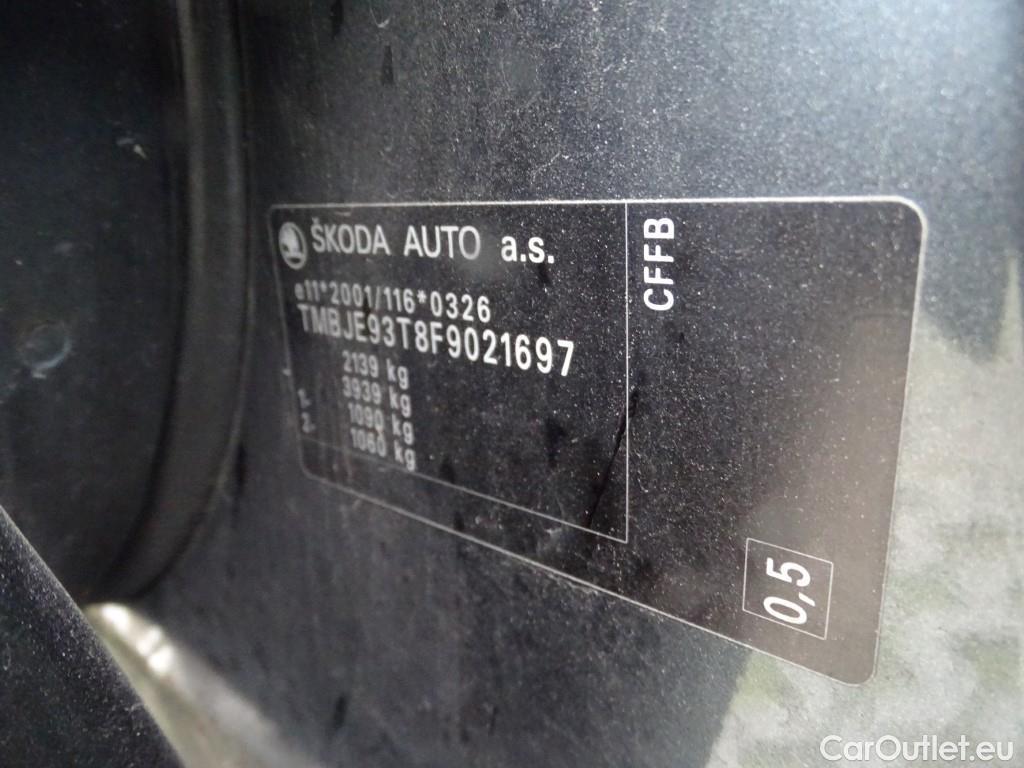 ŠKODA AUTO a.s.
e11*2001/116*0326
TMBJE93T8F9021697
2139 kg
3939 kg
1- 1090 kg
2- 1060 kg
CFFB
0,5
CarOutlet.eu